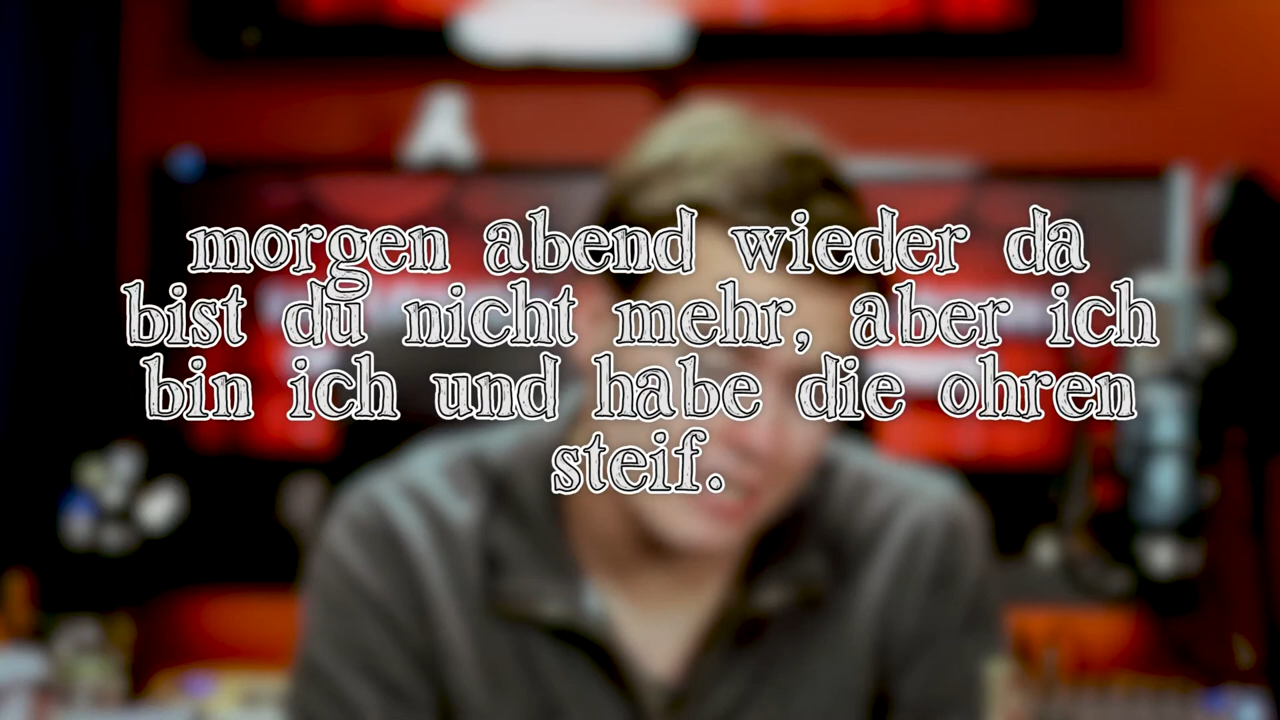 morgen abend wieder da
bist du nicht mehr, aber ich
bin ich und habe die ohren
steif.